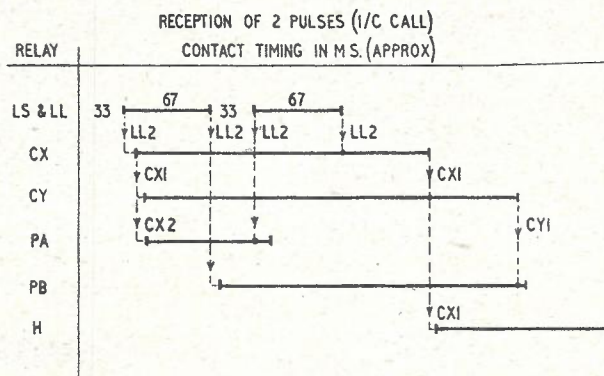 RECEPTION OF 2 PULSES (I/C CALL)
RELAY CONTACT TIMING IN M S. (APPROX)
LS & LL 33 67 33 67
LL2 LL2 LL2 LL2
CX
CX1 CX1
CY
CX2 CY1
PA
PB
CX1
H